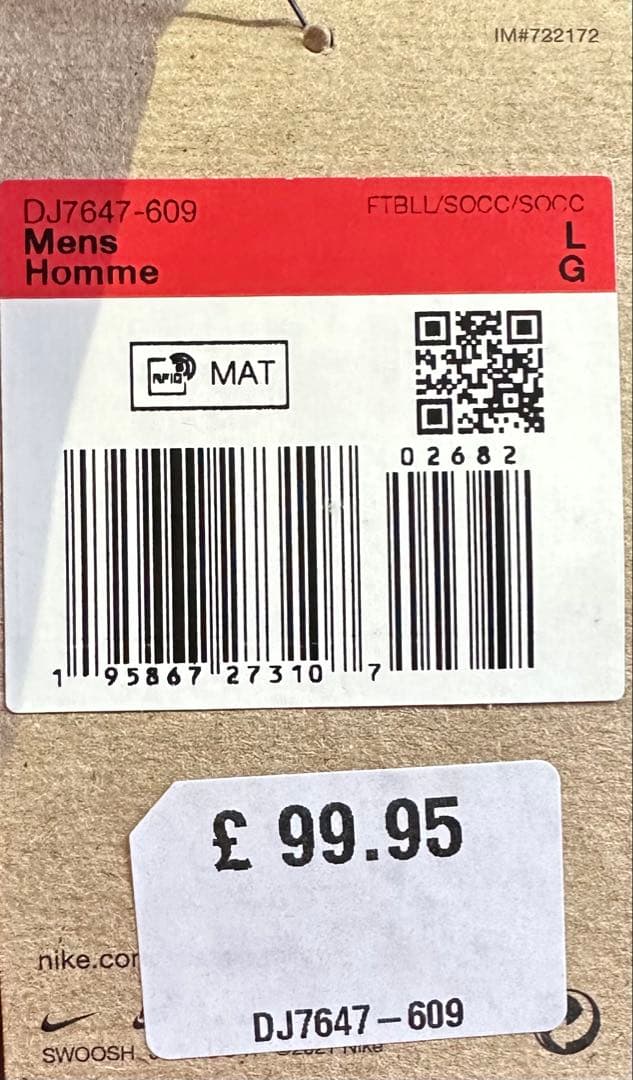 IM#722172
DJ7647-609
FTBLL/SOCC/SOCC
Mens
L
Homme
G
RFID MAT
02682
1 95867 27310 7
£ 99.95
nike.com
DJ7647-609
SWOOSH
©2021 Nike